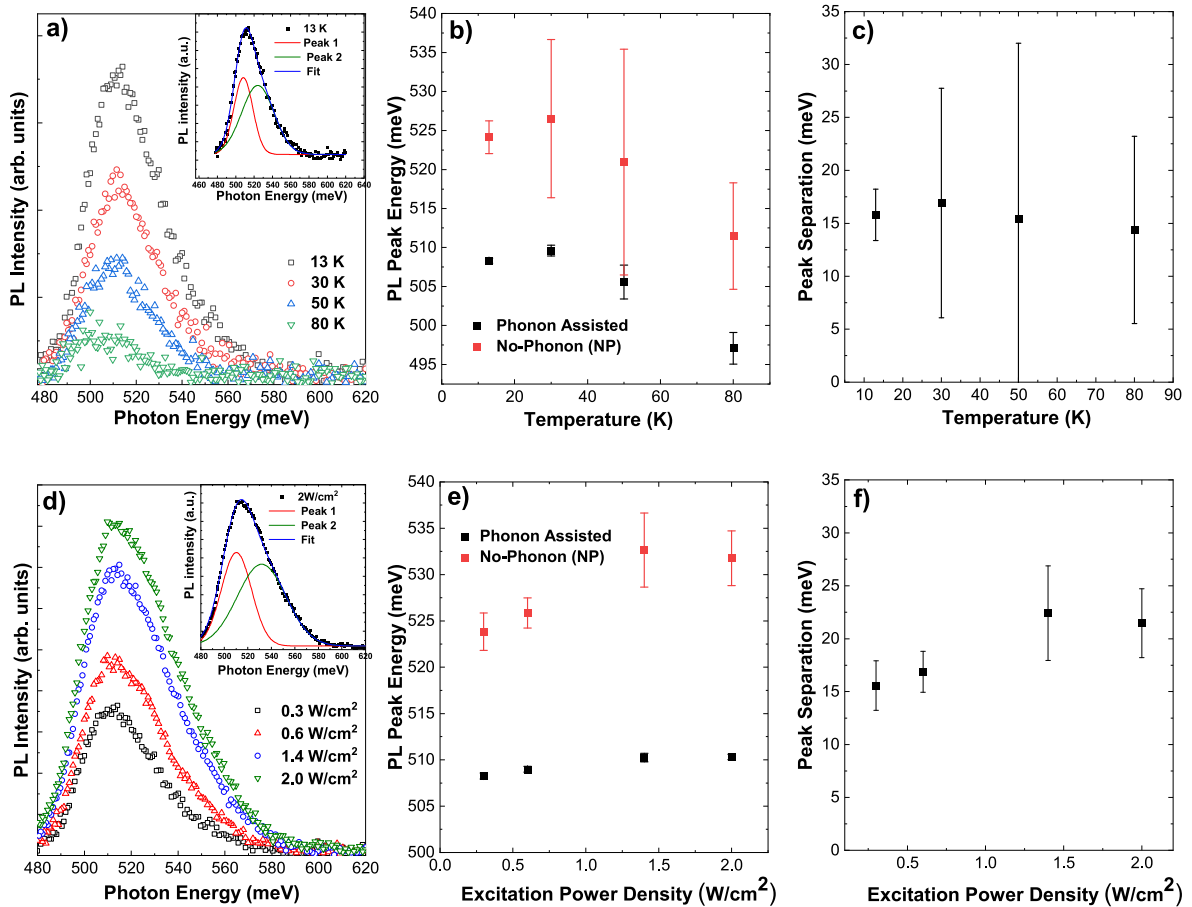 a)
PL Intensity (arb. units)
480 500 520 540 560 580 600 620
Photon Energy (meV)
13 K
30 K
50 K
80 K
PL intensity (a.u.)
13 K
Peak 1
Peak 2
Fit
460 480 500 520 540 560 580 600 620 640
Photon Energy (meV)
b)
PL Peak Energy (meV)
540
535
530
525
520
515
510
505
500
495
Phonon Assisted
No-Phonon (NP)
0 20 40 60 80
Temperature (K)
c)
Peak Separation (meV)
35
30
25
20
15
10
5
0
10 20 30 40 50 60 70 80 90
Temperature (K)
d)
PL Intensity (arb. units)
480 500 520 540 560 580 600 620
Photon Energy (meV)
0.3 W/cm²
0.6 W/cm²
1.4 W/cm²
2.0 W/cm²
PL intensity (a.u.)
2W/cm²
Peak 1
Peak 2
Fit
480 500 520 540 560 580 600 620
Photon Energy (meV)
e)
PL Peak Energy (meV)
540
535
530
525
520
515
510
505
500
Phonon Assisted
No-Phonon (NP)
0.0 0.5 1.0 1.5 2.0
Excitation Power Density (W/cm²)
f)
Peak Separation (meV)
35
30
25
20
15
10
5
0
0.5 1.0 1.5 2.0
Excitation Power Density (W/cm²)